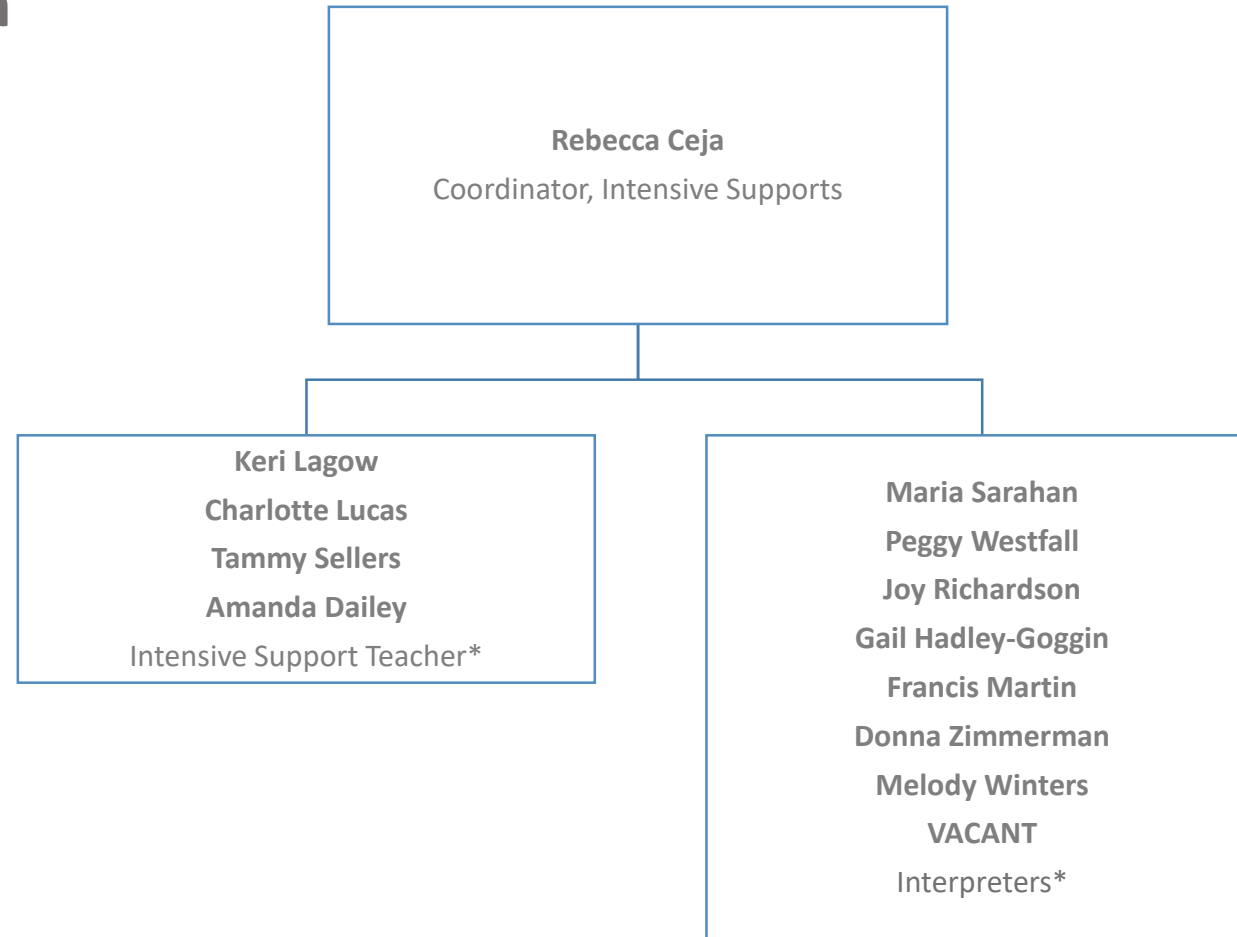 Rebecca Ceja
Coordinator, Intensive Supports
Keri Lagow
Charlotte Lucas
Tammy Sellers
Amanda Dailey
Intensive Support Teacher*
Maria Sarahan
Peggy Westfall
Joy Richardson
Gail Hadley-Goggin
Francis Martin
Donna Zimmerman
Melody Winters
VACANT
Interpreters*